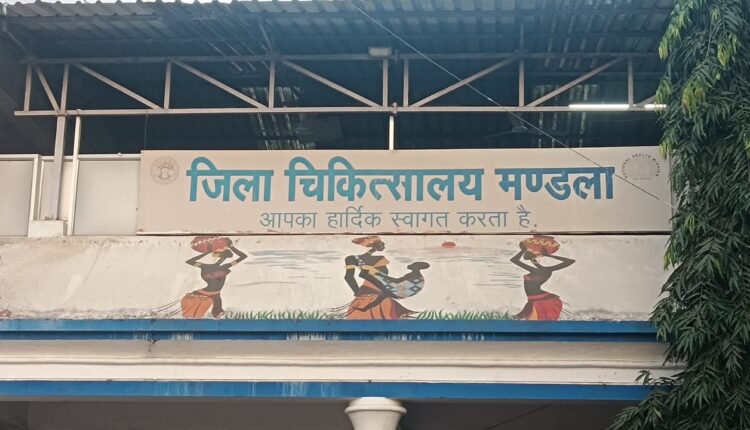 जिला चिकित्सालय मण्डला
आपका हार्दिक स्वागत करता है.